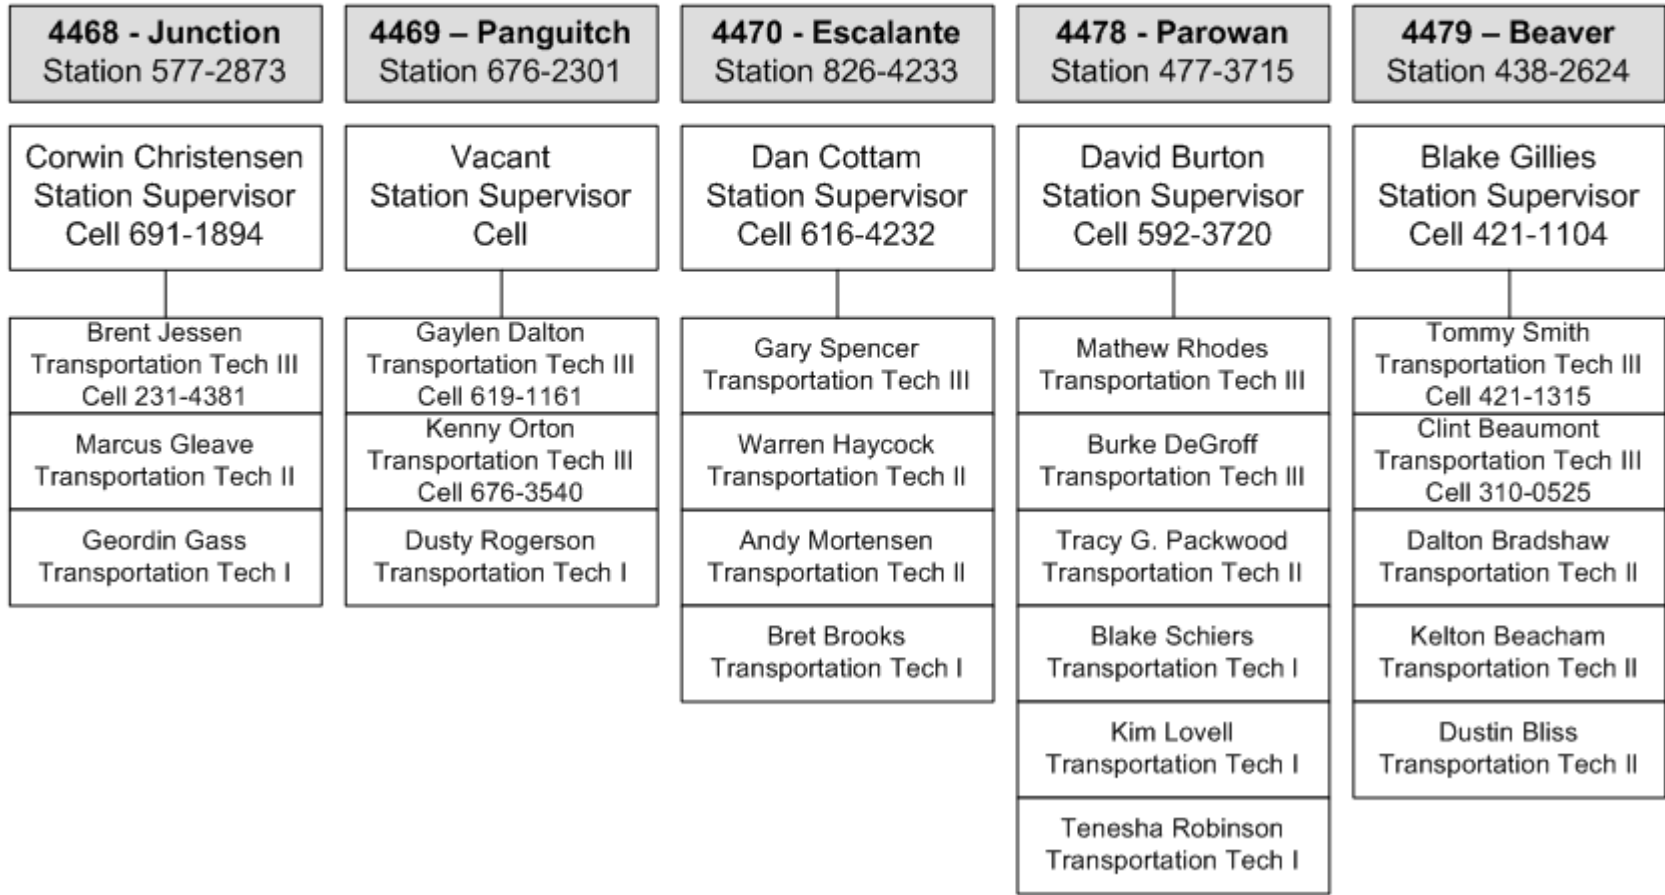 4468 - Junction
Station 577-2873
Corwin Christensen
Station Supervisor
Cell 691-1894
Brent Jessen
Transportation Tech III
Cell 231-4381
Marcus Gleave
Transportation Tech II
Geordin Gass
Transportation Tech I
4469 – Panguitch
Station 676-2301
Vacant
Station Supervisor
Cell
Gaylen Dalton
Transportation Tech III
Cell 619-1161
Kenny Orton
Transportation Tech III
Cell 676-3540
Dusty Rogerson
Transportation Tech I
4470 - Escalante
Station 826-4233
Dan Cottam
Station Supervisor
Cell 616-4232
Gary Spencer
Transportation Tech III
Warren Haycock
Transportation Tech II
Andy Mortensen
Transportation Tech II
Bret Brooks
Transportation Tech I
4478 - Parowan
Station 477-3715
David Burton
Station Supervisor
Cell 592-3720
Mathew Rhodes
Transportation Tech III
Burke DeGroff
Transportation Tech III
Tracy G. Packwood
Transportation Tech II
Blake Schiers
Transportation Tech I
Kim Lovell
Transportation Tech I
Tenesha Robinson
Transportation Tech I
4479 – Beaver
Station 438-2624
Blake Gillies
Station Supervisor
Cell 421-1104
Tommy Smith
Transportation Tech III
Cell 421-1315
Clint Beaumont
Transportation Tech III
Cell 310-0525
Dalton Bradshaw
Transportation Tech II
Kelton Beacham
Transportation Tech II
Dustin Bliss
Transportation Tech II